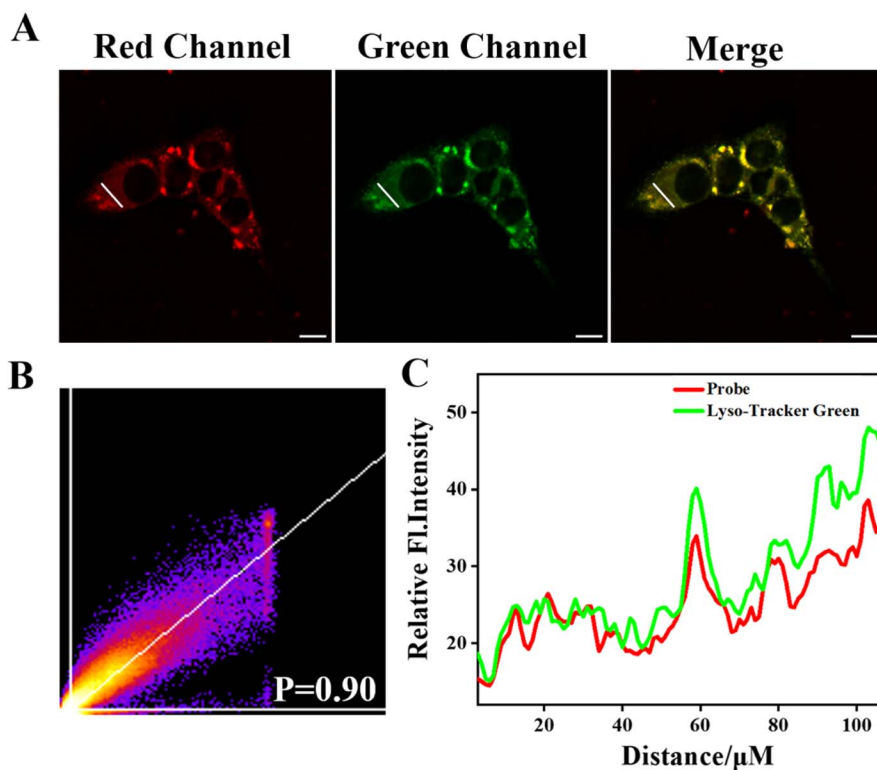 A
Red Channel Green Channel Merge
B
P=0.90
C
Probe
Lyso-Tracker Green
Relative Fl.Intensity
50
40
30
20
20 40 60 80 100
Distance/μM